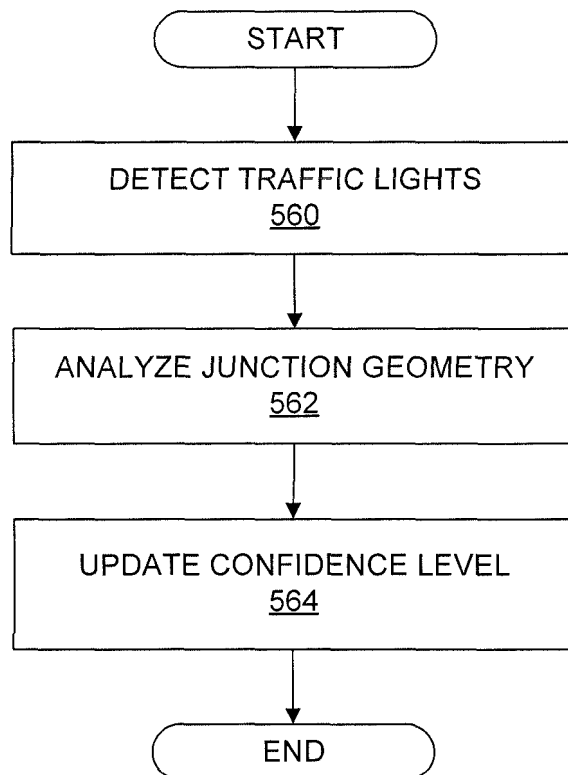 START
DETECT TRAFFIC LIGHTS
560
ANALYZE JUNCTION GEOMETRY
562
UPDATE CONFIDENCE LEVEL
564
END